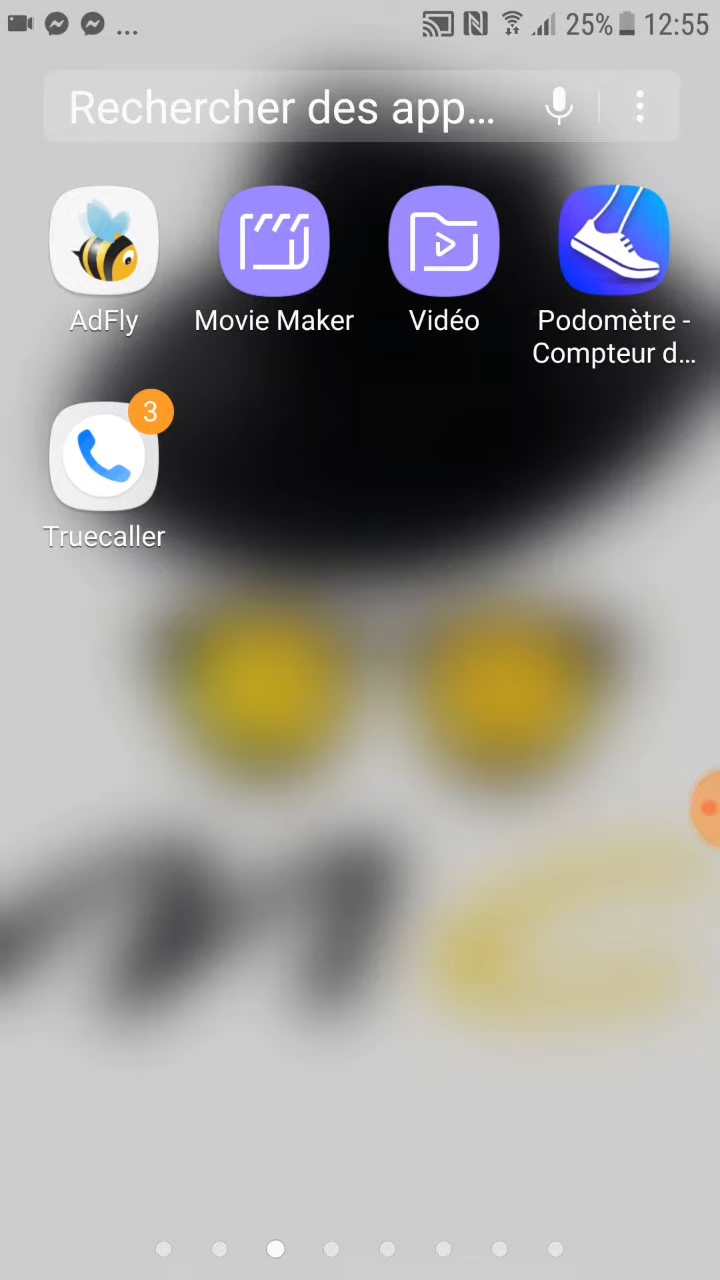 ... 25% 12:55
Rechercher des app...
AdFly Movie Maker Vidéo Podomètre -
Compteur d...
3
Truecaller